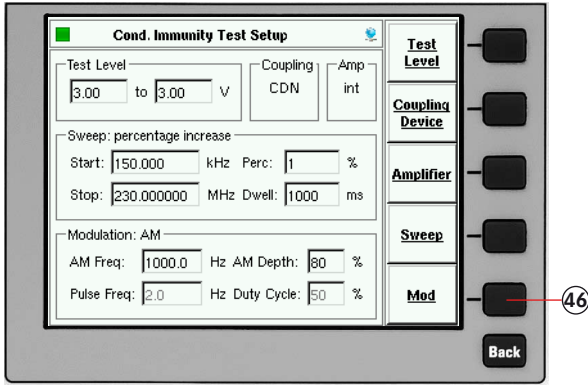 Cond. Immunity Test Setup
Test Level
3.00 to 3.00 V
Coupling
CDN
Amp
int
Sweep: percentage increase
Start: 150.000 kHz Perc: 1 %
Stop: 230.000000 MHz Dwell: 1000 ms
Modulation: AM
AM Freq: 1000.0 Hz AM Depth: 80 %
Pulse Freq: 2.0 Hz Duty Cycle: 50 %
Test
Level
Coupling
Device
Amplifier
Sweep
Mod
46
Back